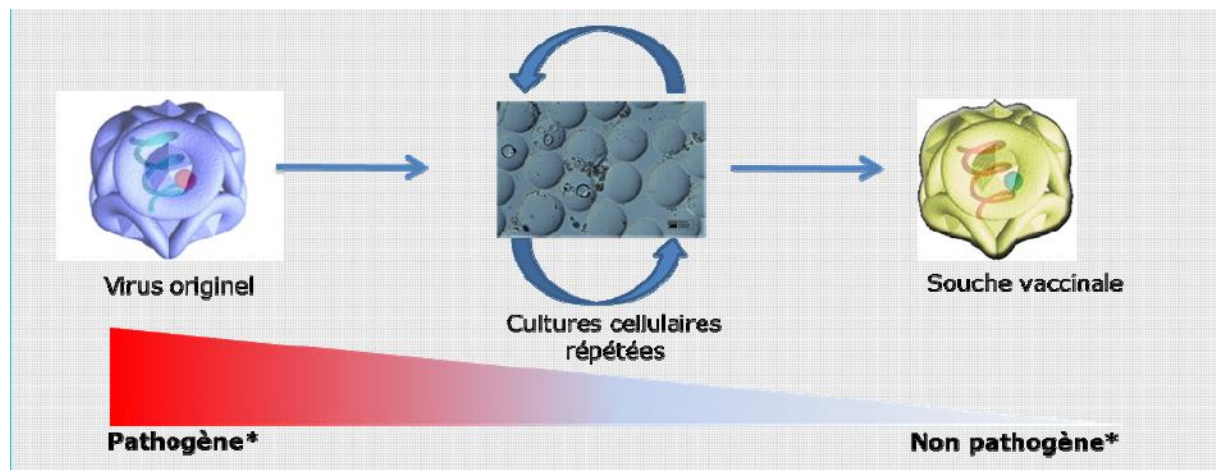 Virus originel
Souche vaccinale
Cultures cellulaires
répétées
Pathogène*
Non pathogène*